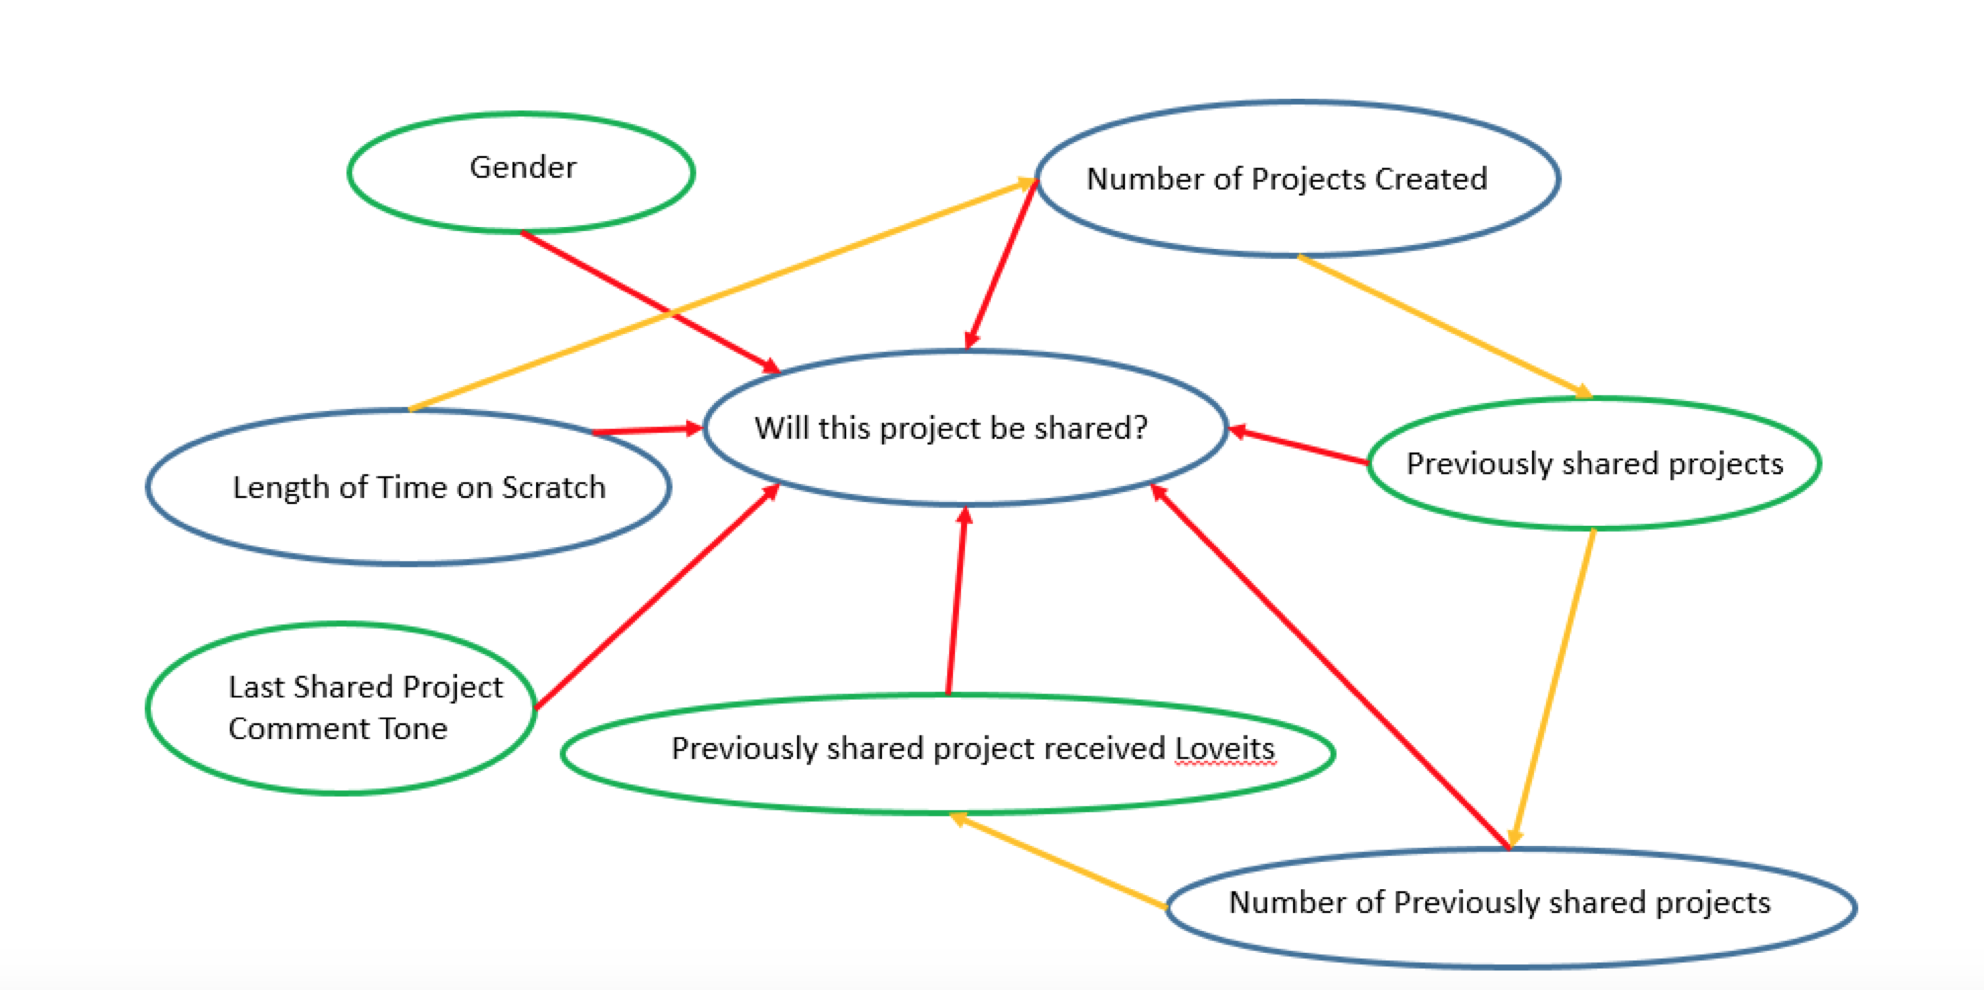 Gender
Number of Projects Created
Will this project be shared?
Previously shared projects
Length of Time on Scratch
Last Shared Project
Comment Tone
Previously shared project received Loveits
Number of Previously shared projects